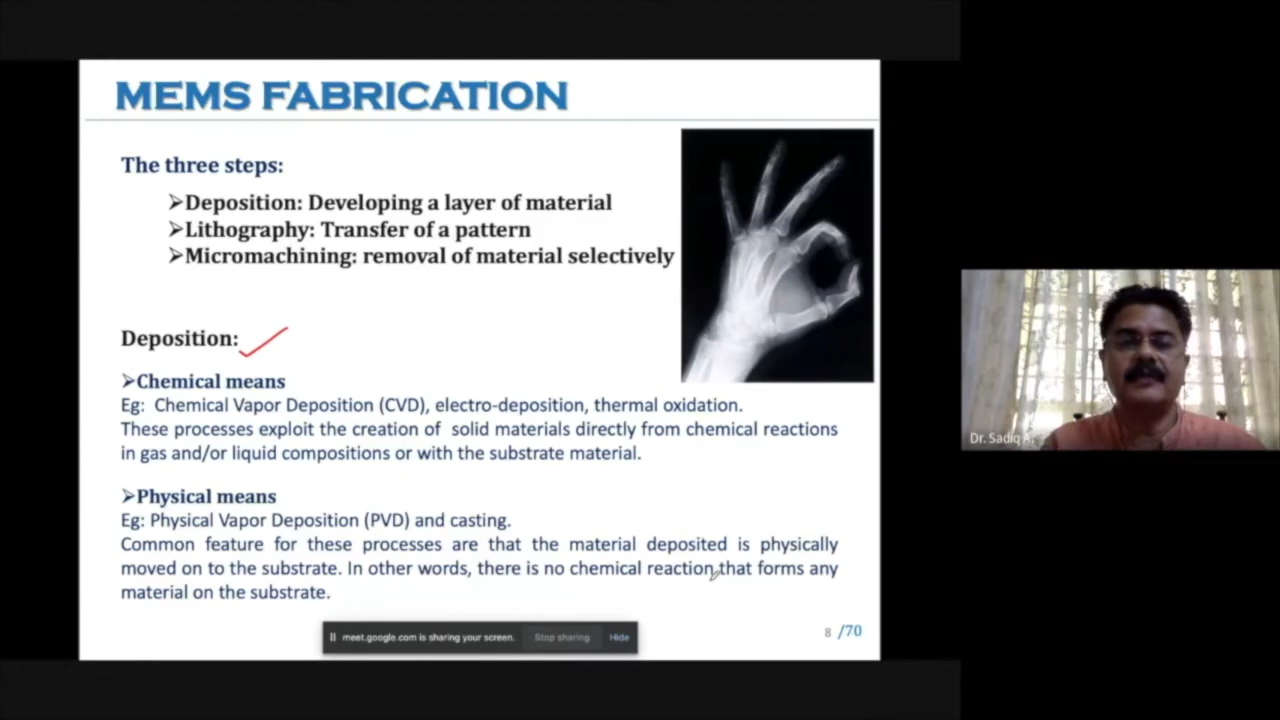 MEMS FABRICATION
The three steps:
➢Deposition: Developing a layer of material
➢Lithography: Transfer of a pattern
➢Micromachining: removal of material selectively
Deposition:
➢Chemical means
Eg: Chemical Vapor Deposition (CVD), electro-deposition, thermal oxidation.
These processes exploit the creation of solid materials directly from chemical reactions
in gas and/or liquid compositions or with the substrate material.
➢Physical means
Eg: Physical Vapor Deposition (PVD) and casting.
Common feature for these processes are that the material deposited is physically
moved on to the substrate. In other words, there is no chemical reaction that forms any
material on the substrate.
meet.google.com is sharing your screen. Stop sharing Hide
8 /70
Dr. Sadiq A.